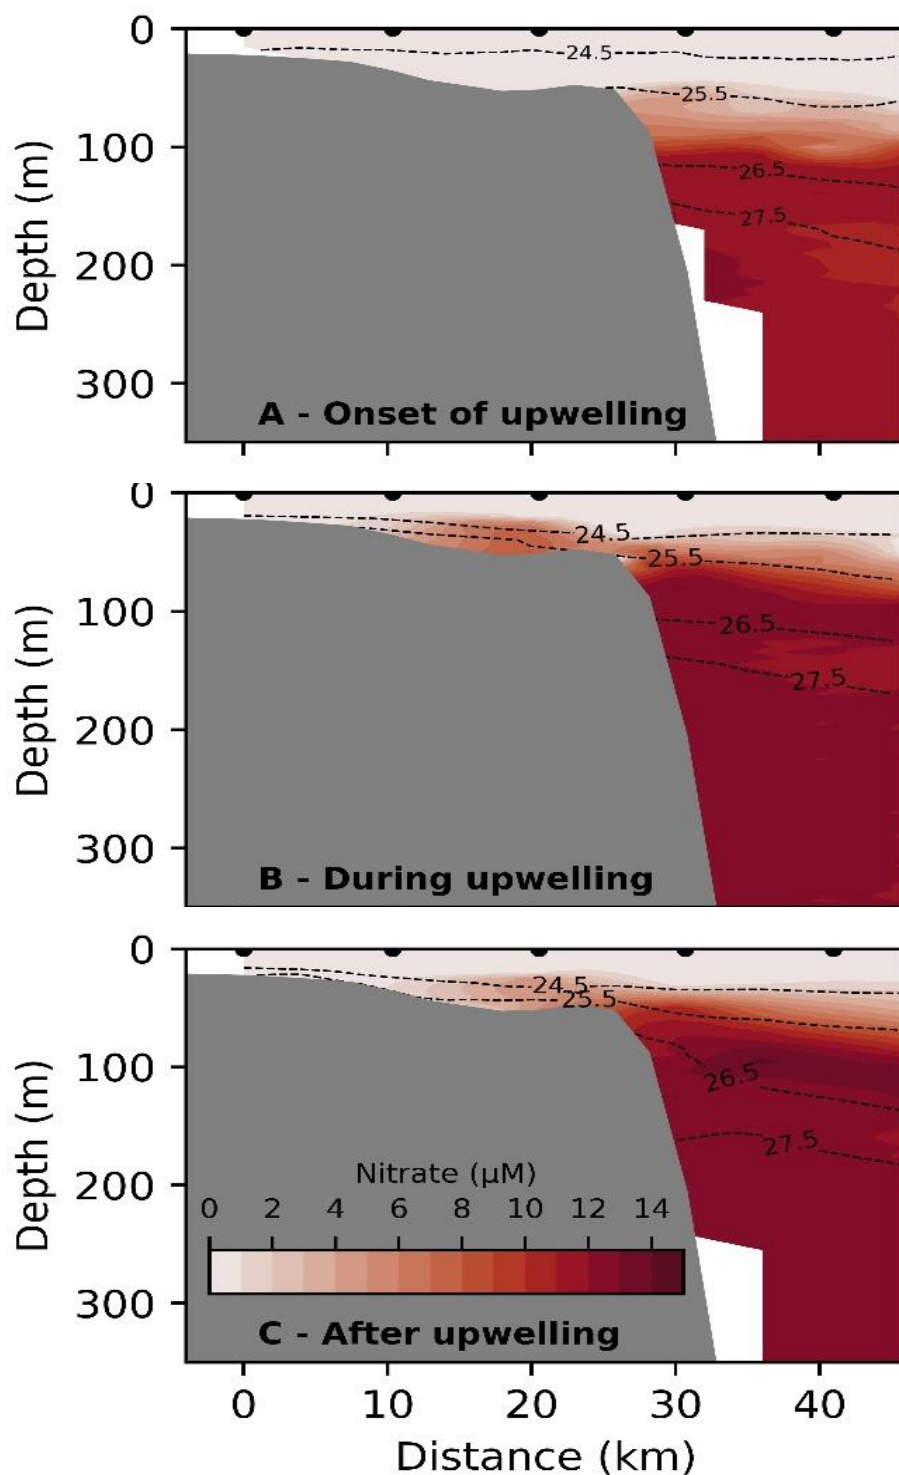 0
24.5
25.5
100
26.5
27.5
200
300
Depth (m)
A - Onset of upwelling
0
24.5
25.5
100
26.5
27.5
200
300
Depth (m)
B - During upwelling
0
24.5
25.5
100
26.5
27.5
200
300
Depth (m)
Nitrate (μM)
0 2 4 6 8 10 12 14
C - After upwelling
0 10 20 30 40
Distance (km)